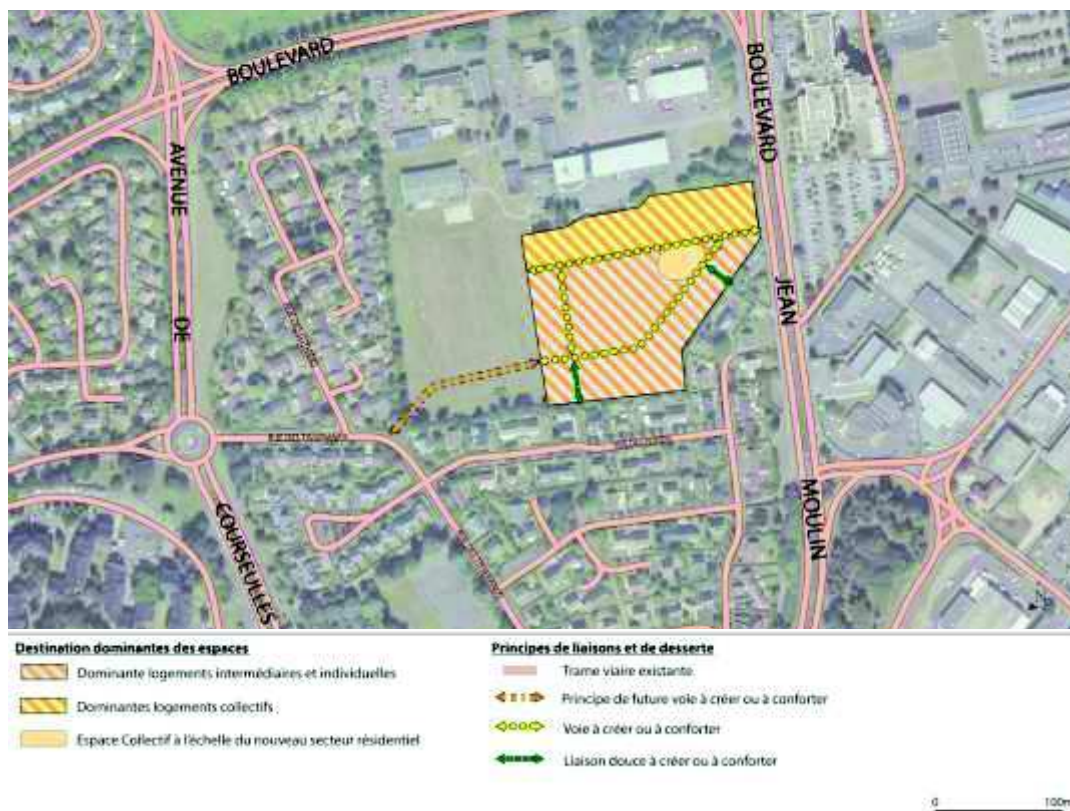 BOULEVARD
BOULEVARD
AVENUE
DE
JEAN
MOULIN
COURSEULLES
Destination dominantes des espaces
Dominante logements intermédiaires et individuelles
Dominantes logements collectifs
Espace Collectif à l'échelle du nouveau secteur résidentiel
Principes de liaisons et de desserte
Trame viaire existante
Principe de future voie à créer ou à conforter
Voie à créer ou à conforter
Liaison douce à créer ou à conforter
0 100m